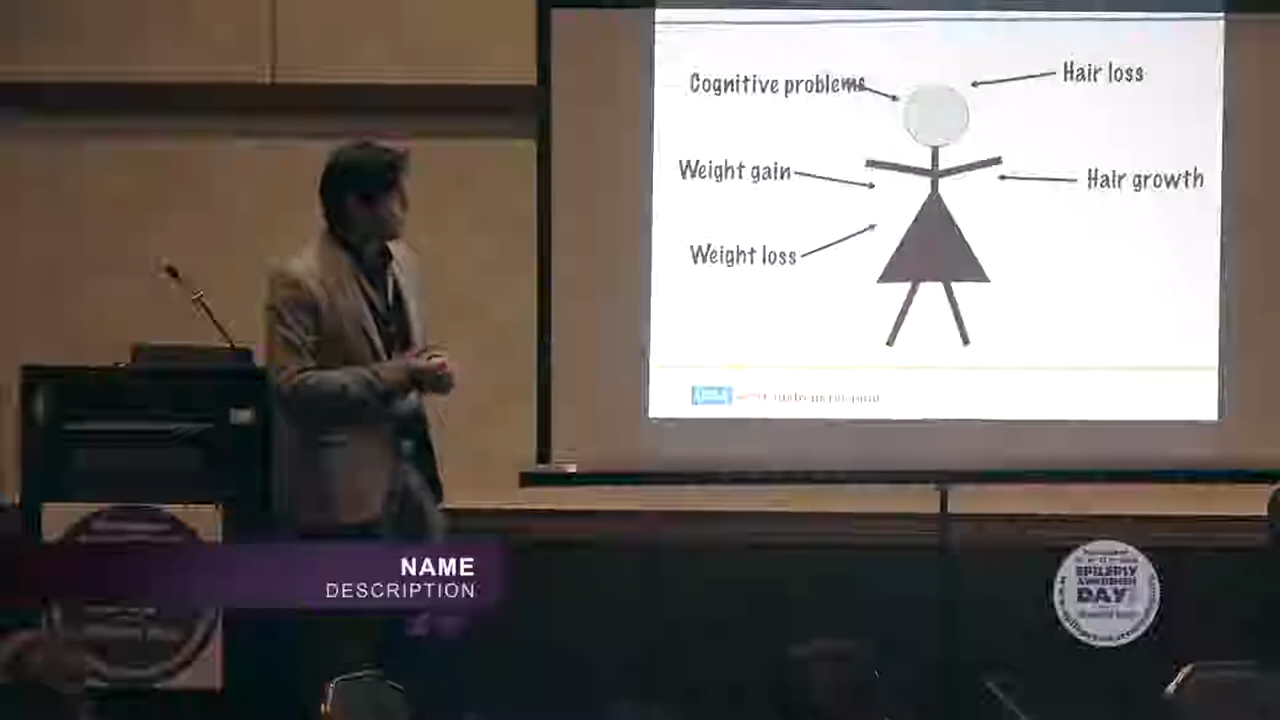 Cognitive problems
Hair loss
Weight gain
Hair growth
Weight loss
NAME
DESCRIPTION
EPILEPSY
AWARENESS
DAY